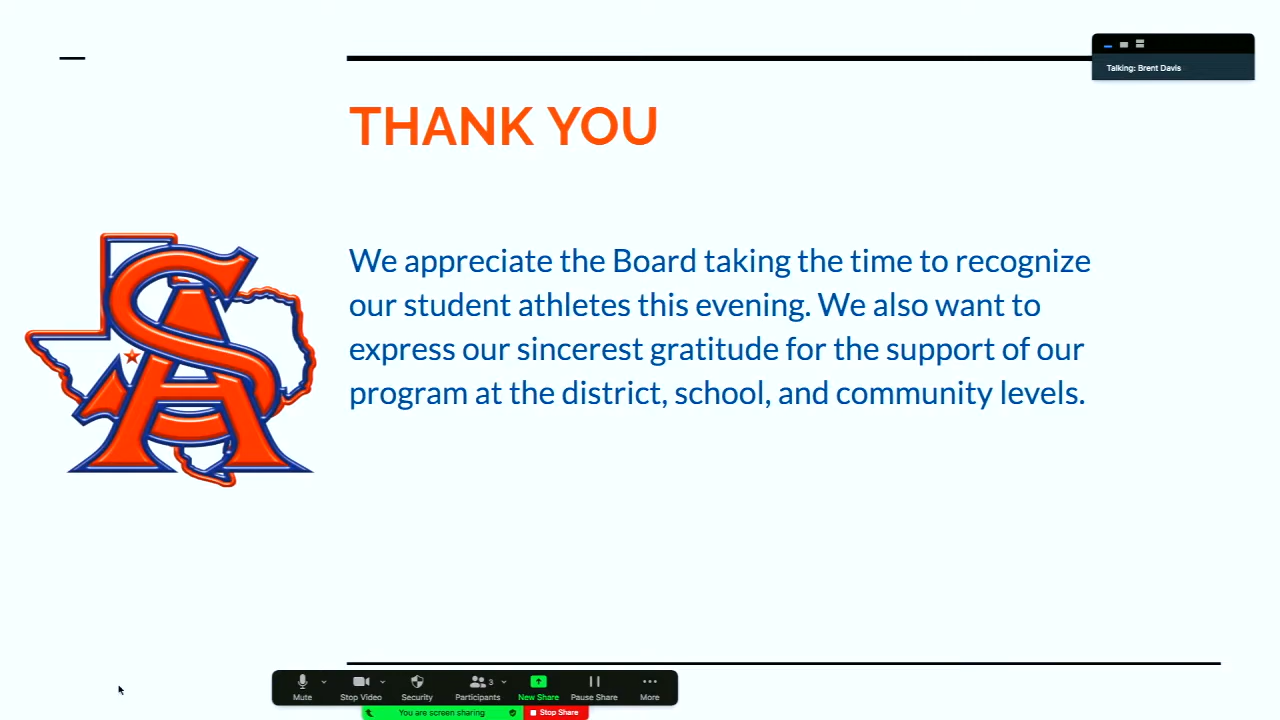 Talking: Brent Davis
THANK YOU
We appreciate the Board taking the time to recognize
our student athletes this evening. We also want to
express our sincerest gratitude for the support of our
program at the district, school, and community levels.
SA
Mute
Stop Video
Security
Participants
3
New Share
Pause Share
More
You are screen sharing
Stop Share